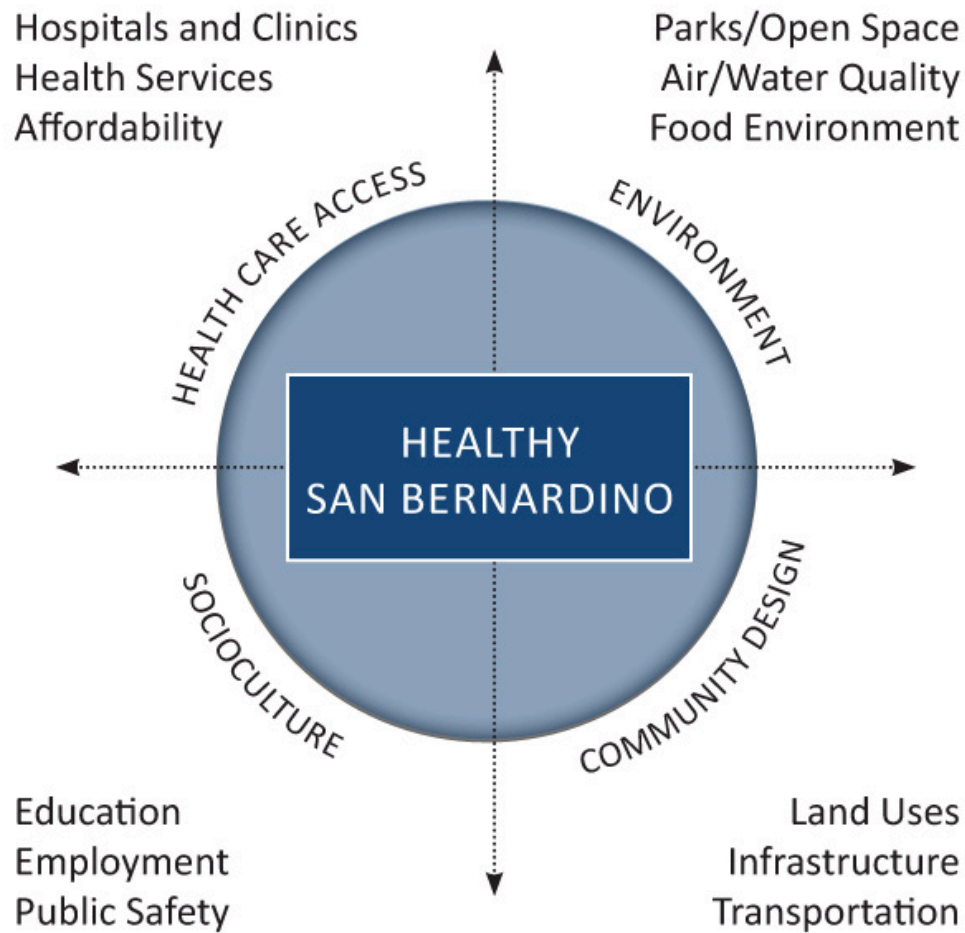 Hospitals and Clinics
Health Services
Affordability
Parks/Open Space
Air/Water Quality
Food Environment
HEALTH CARE ACCESS
ENVIRONMENT
HEALTHY
SAN BERNARDINO
SOCIOCULTURE
COMMUNITY DESIGN
Education
Employment
Public Safety
Land Uses
Infrastructure
Transportation